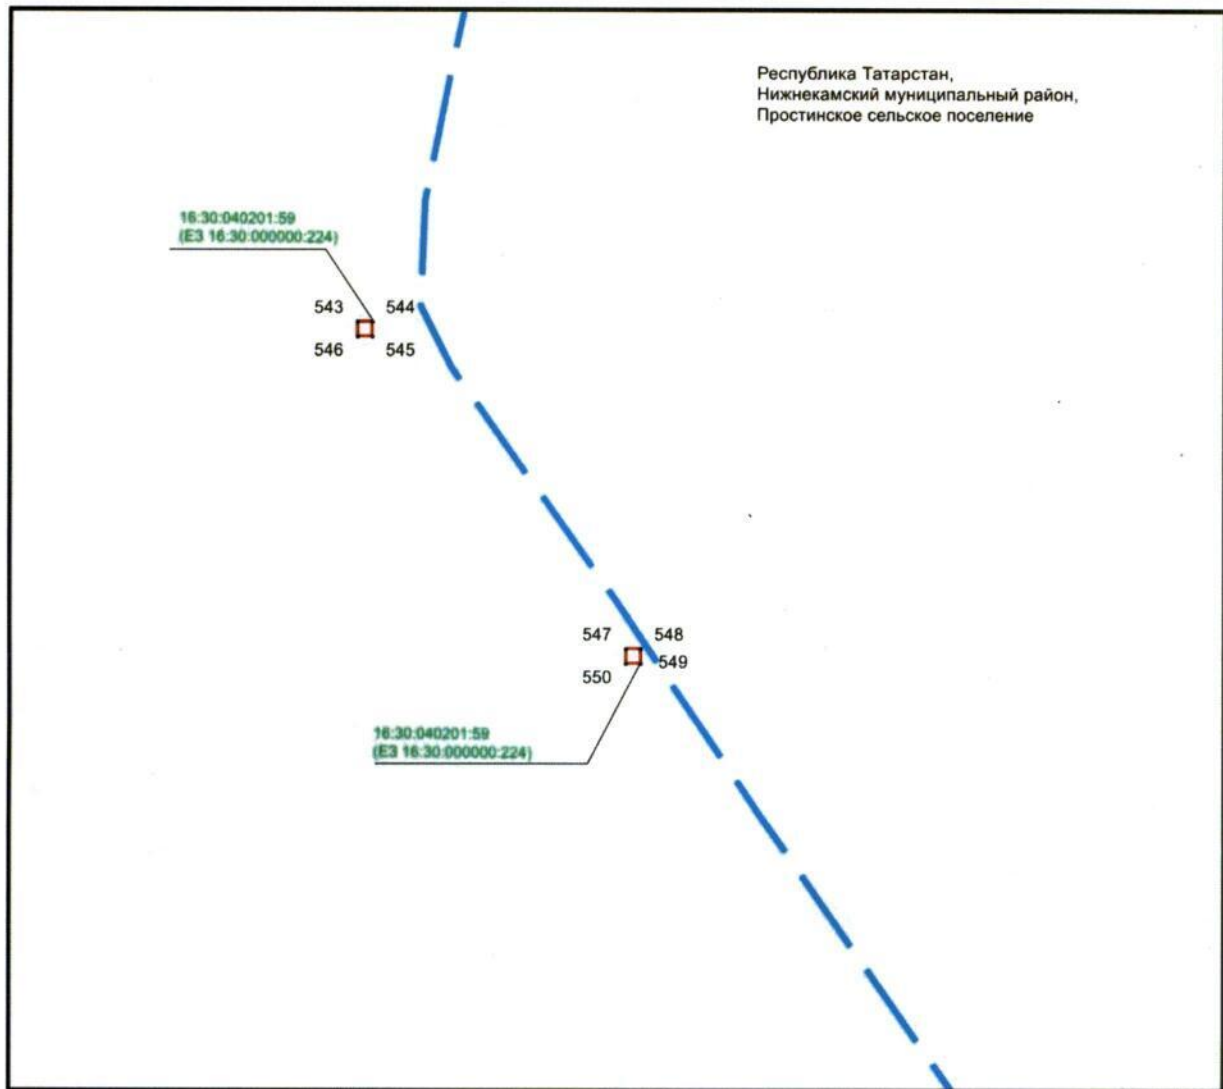 Республика Татарстан,
Нижнекамский муниципальный район,
Простинское сельское поселение
16:30:040201:59
(ЕЗ 16:30:000000:224)
543 544
546 545
547 548
549
550
16:30:040201:59
(ЕЗ 16:30:000000:224)